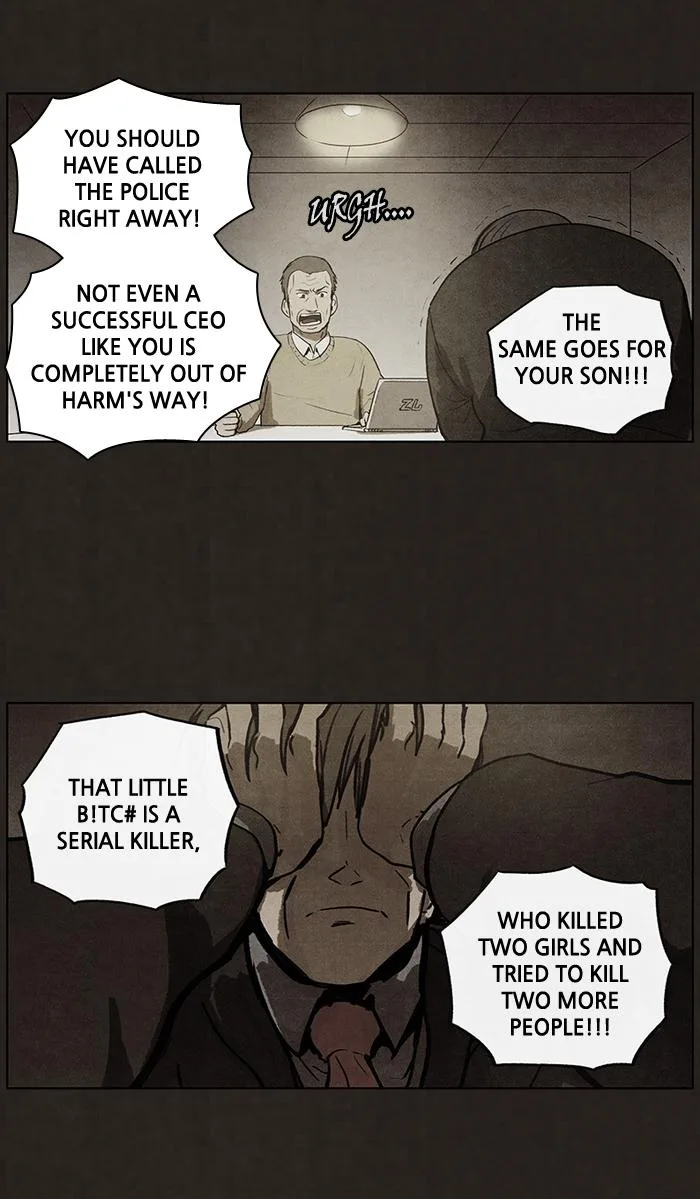 YOU SHOULD
HAVE CALLED
THE POLICE
RIGHT AWAY!
URGH....
NOT EVEN A
SUCCESSFUL CEO
LIKE YOU IS
COMPLETELY OUT OF
HARM'S WAY!
THE
SAME GOES FOR
YOUR SON!!!
ZL
THAT LITTLE
B!TC# IS A
SERIAL KILLER,
WHO KILLED
TWO GIRLS AND
TRIED TO KILL
TWO MORE
PEOPLE!!!